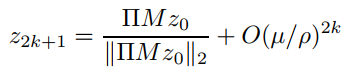 z_{2k+1} = \frac{\Pi M z_0}{\|\Pi M z_0\|_2} + O(\mu/\rho)^{2k}